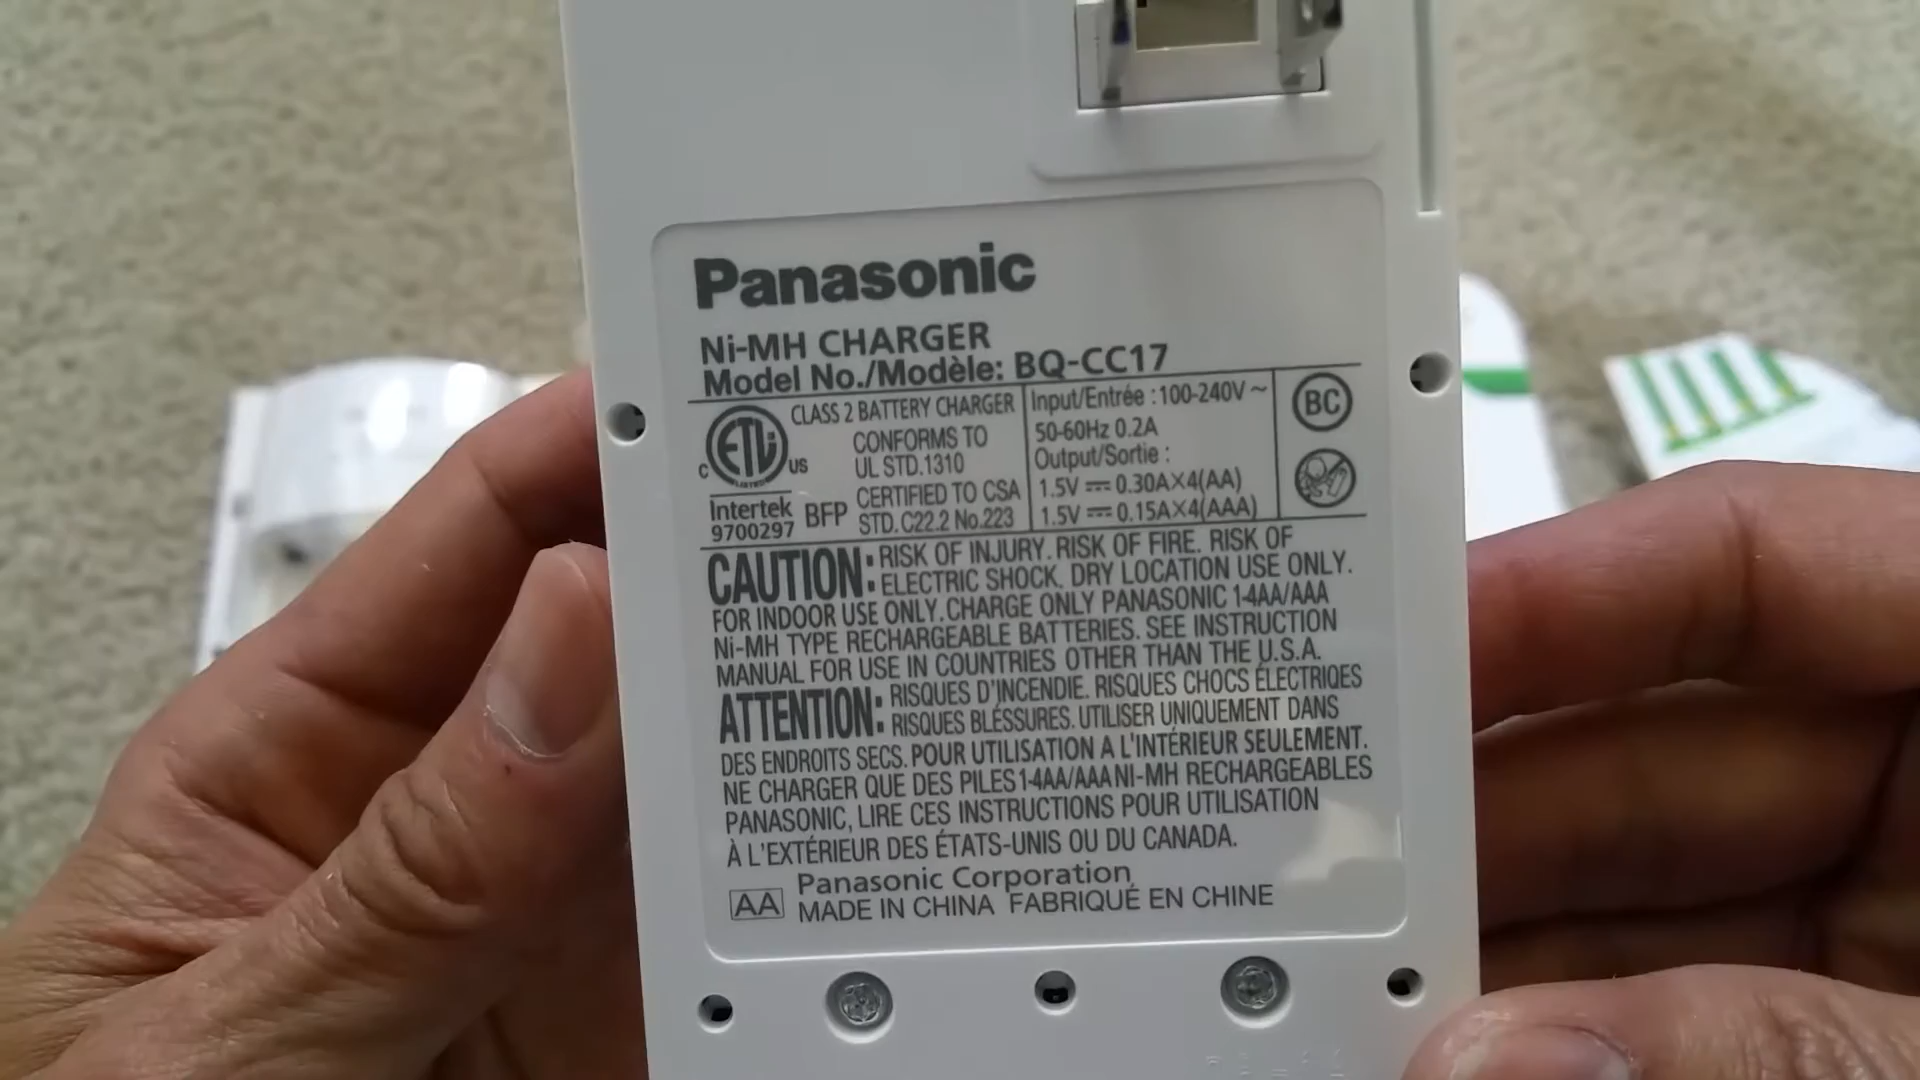 Panasonic
Ni-MH CHARGER
Model No./Modèle: BQ-CC17
CLASS 2 BATTERY CHARGER
CONFORMS TO
UL STD.1310
C ETL US
LISTED
Intertek
9700297
BFP
CERTIFIED TO CSA
STD. C22.2 No.223
Input/Entrée : 100-240V ~
50-60Hz 0.2A
Output/Sortie :
1.5V ⎓ 0.30A×4(AA)
1.5V ⎓ 0.15A×4(AAA)
BC
CAUTION: RISK OF INJURY. RISK OF FIRE. RISK OF
ELECTRIC SHOCK. DRY LOCATION USE ONLY.
FOR INDOOR USE ONLY. CHARGE ONLY PANASONIC 1-4AA/AAA
Ni-MH TYPE RECHARGEABLE BATTERIES. SEE INSTRUCTION
MANUAL FOR USE IN COUNTRIES OTHER THAN THE U.S.A.
ATTENTION: RISQUES D'INCENDIE. RISQUES CHOCS ÉLECTRIQES
RISQUES BLÉSSURES. UTILISER UNIQUEMENT DANS
DES ENDROITS SECS. POUR UTILISATION A L'INTÉRIEUR SEULEMENT.
NE CHARGER QUE DES PILES 1-4AA/AAA NI-MH RECHARGEABLES
PANASONIC, LIRE CES INSTRUCTIONS POUR UTILISATION
À L'EXTÉRIEUR DES ÉTATS-UNIS OU DU CANADA.
Panasonic Corporation
AA MADE IN CHINA FABRIQUÉ EN CHINE